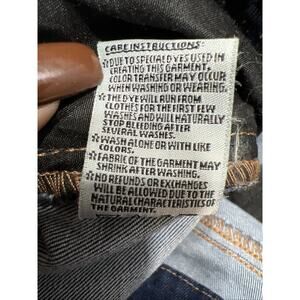 CARE INSTRUCTIONS:
☆DUE TO SPECIAL DYES USED IN
CREATING THIS GARMENT,
COLOR TRANSFER MAY OCCUR
WHEN WASHING OR WEARING.
☆THE DYE WILL RUN FROM
CLOTHES FOR THE FIRST FEW
WASHES AND WILL NATURALLY
STOP BLEEDING AFTER
SEVERAL WASHES.
☆WASH ALONE OR WITH LIKE
COLORS.
☆FABRIC OF THE GARMENT MAY
SHRINK AFTER WASHING.
☆NO REFUNDS OR EXCHANGES
WILL BE ALLOWED DUE TO THE
NATURAL CHARACTERISTICS OF
THE GARMENT.